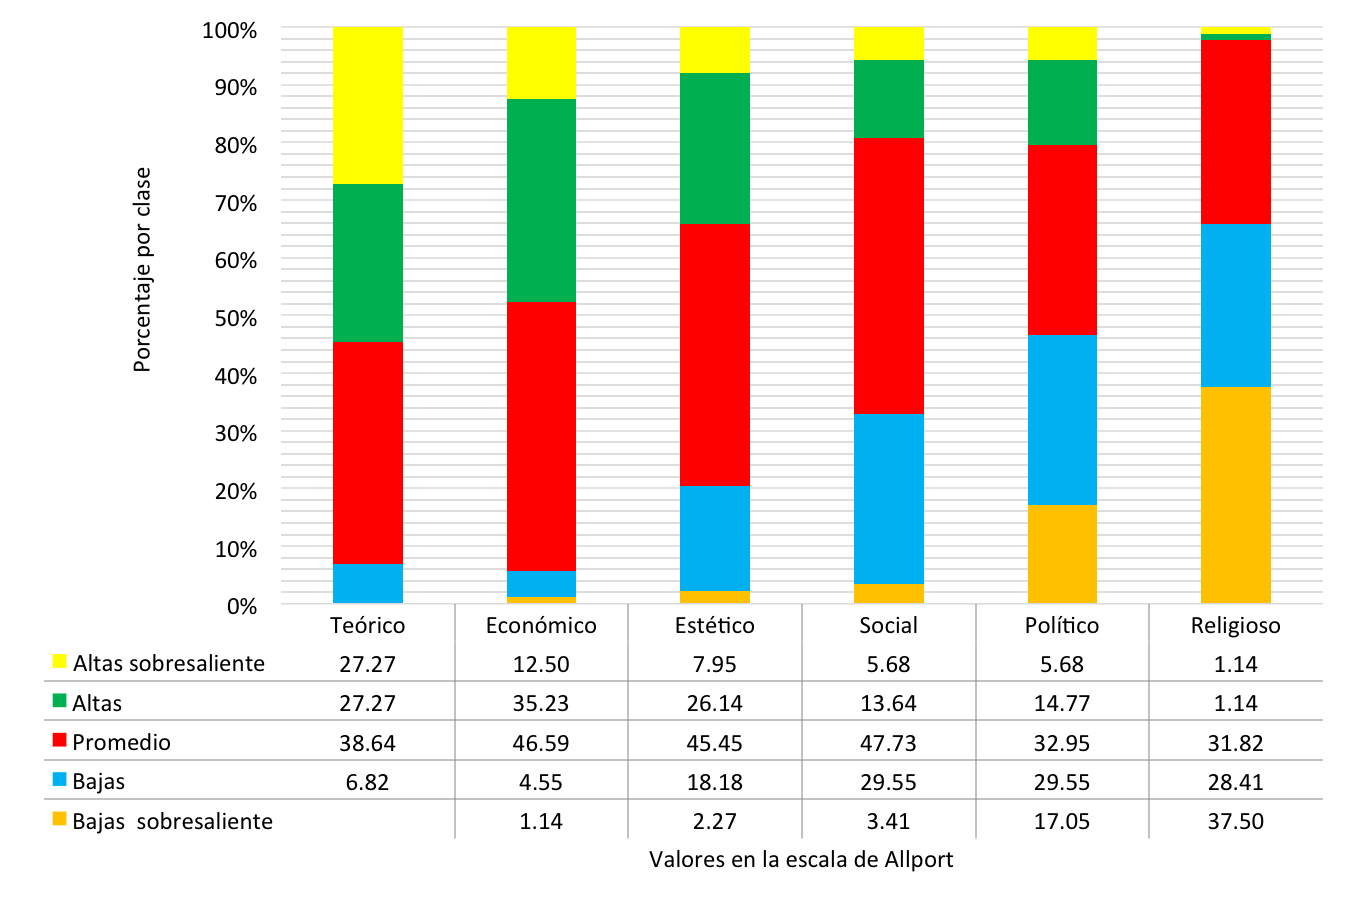 100%
90%
80%
70%
60%
50%
40%
30%
20%
10%
0%
Porcentaje por clase
Teórico Económico Estético Social Político Religioso
Altas sobresaliente 27.27 12.50 7.95 5.68 5.68 1.14
Altas 27.27 35.23 26.14 13.64 14.77 1.14
Promedio 38.64 46.59 45.45 47.73 32.95 31.82
Bajas 6.82 4.55 18.18 29.55 29.55 28.41
Bajas sobresaliente 1.14 2.27 3.41 17.05 37.50
Valores en la escala de Allport